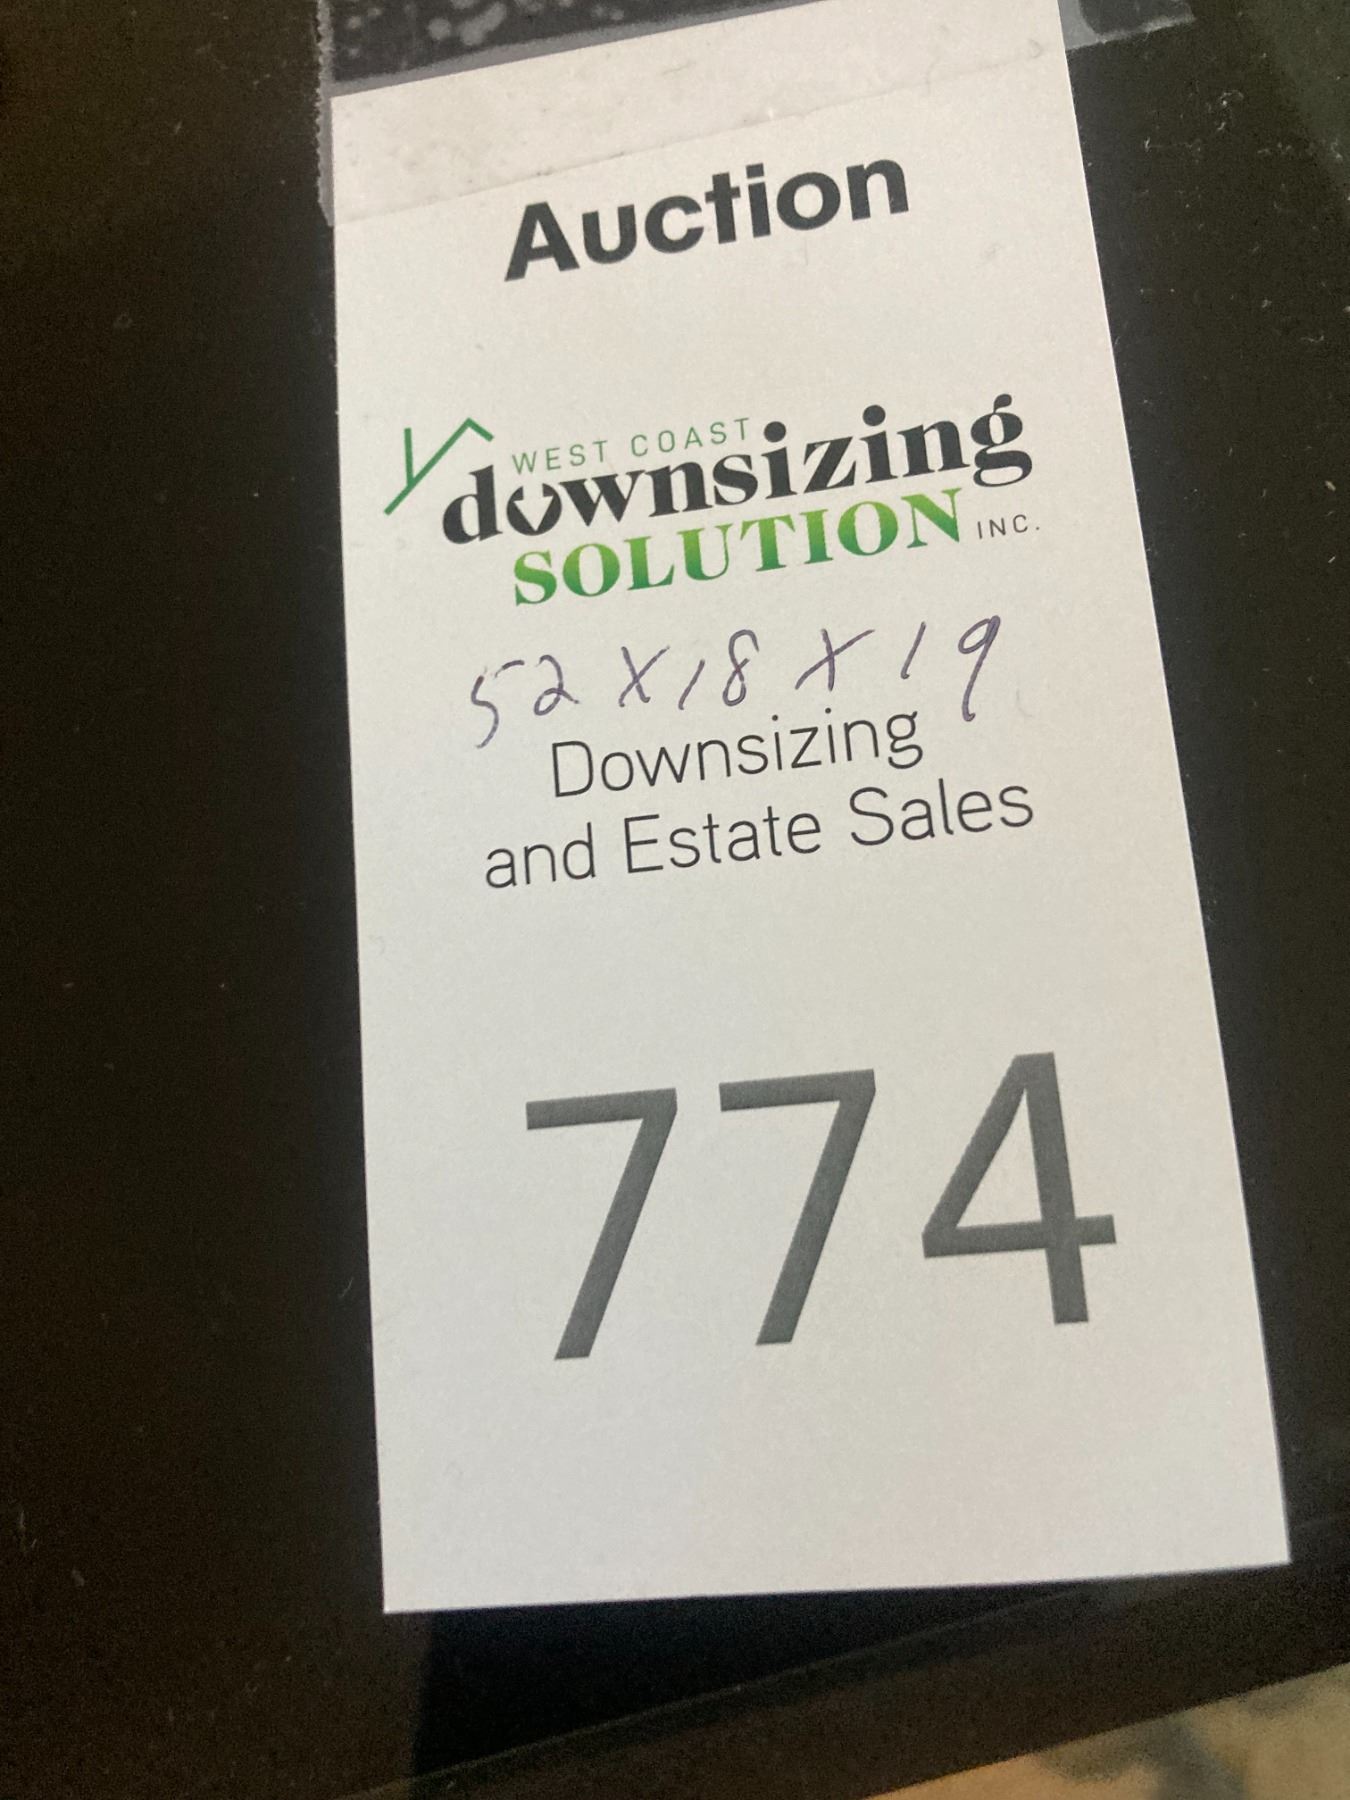 Auction
WEST COAST
downsizing
SOLUTION INC.
52 x 18 x 19
Downsizing
and Estate Sales
774